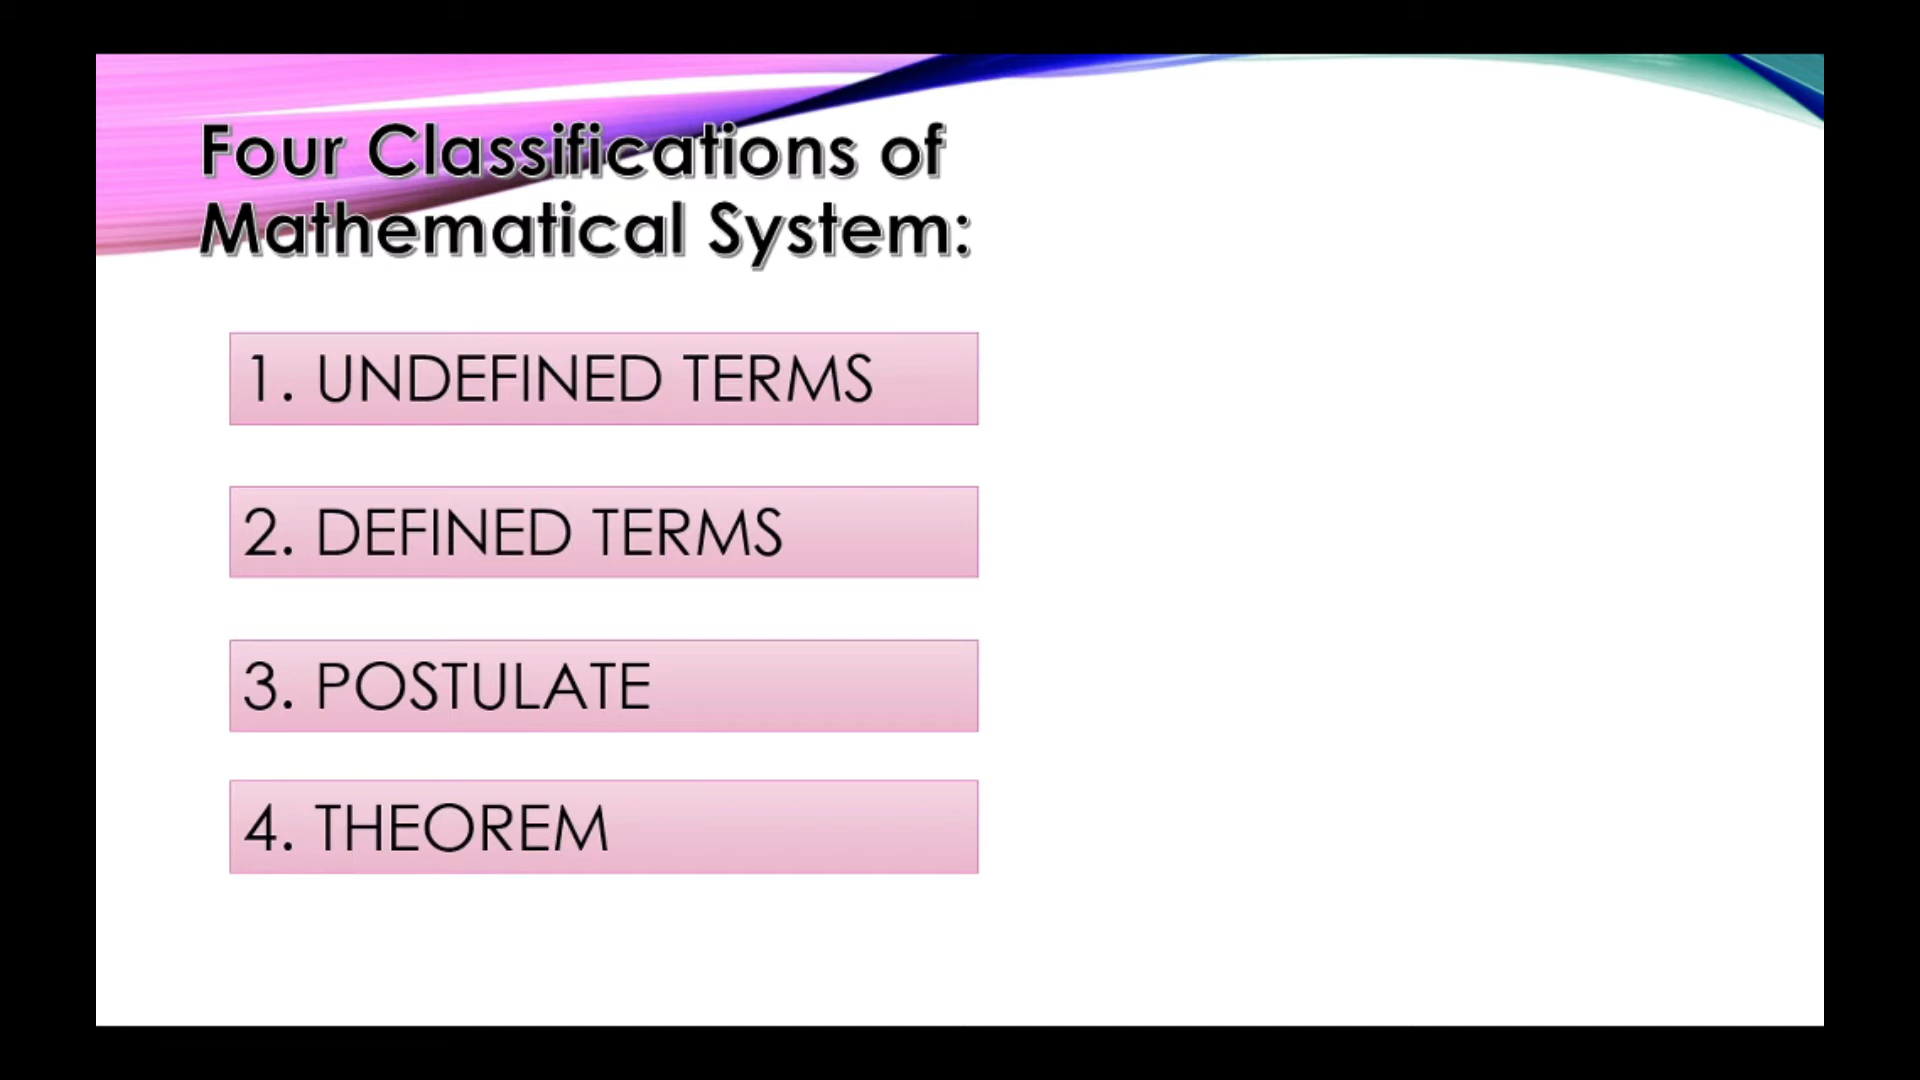 Four Classifications of
Mathematical System:
1. UNDEFINED TERMS
2. DEFINED TERMS
3. POSTULATE
4. THEOREM